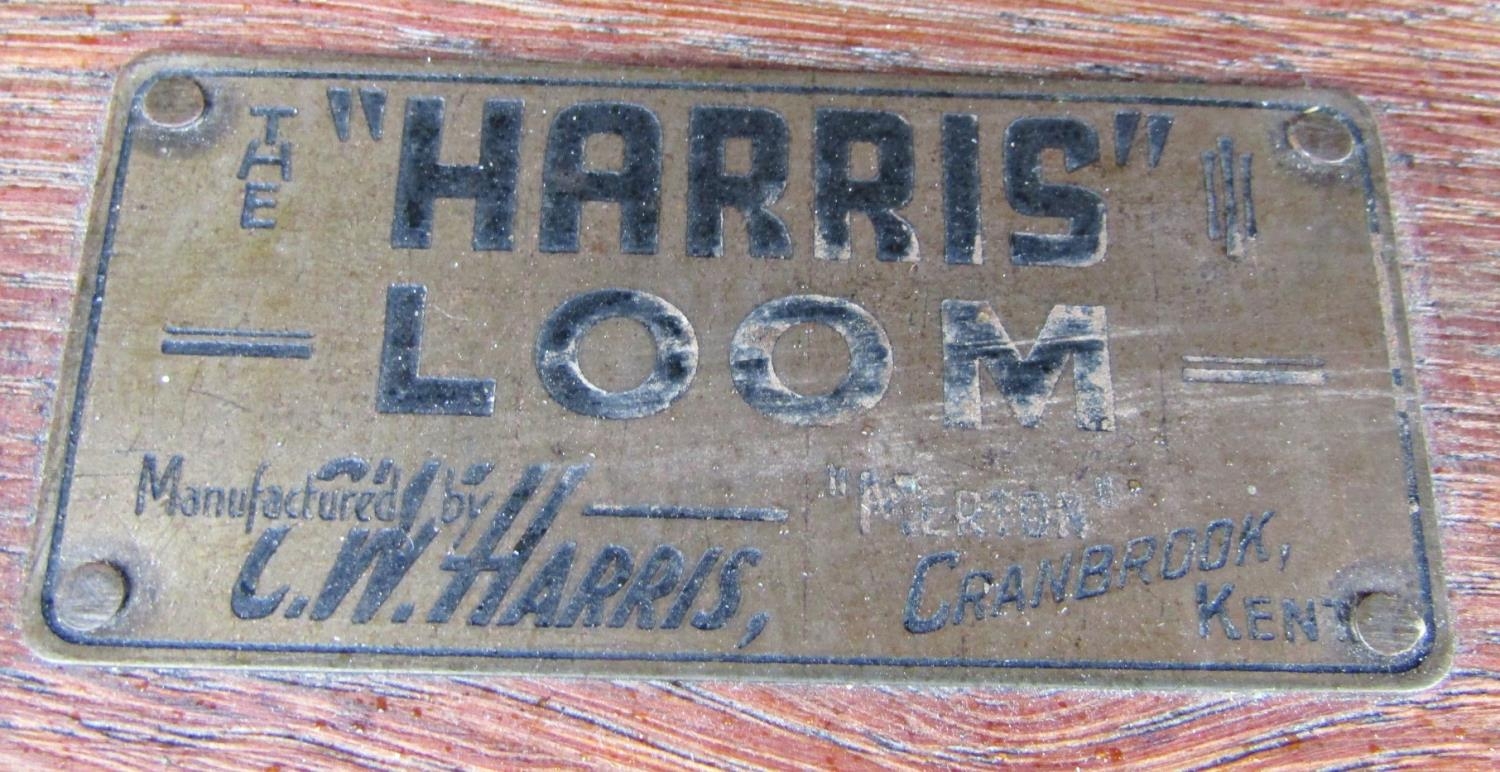 THE "HARRIS"
LOOM
Manufactured by
C.W. HARRIS,
"MERTON".
CRANBROOK,
KENT